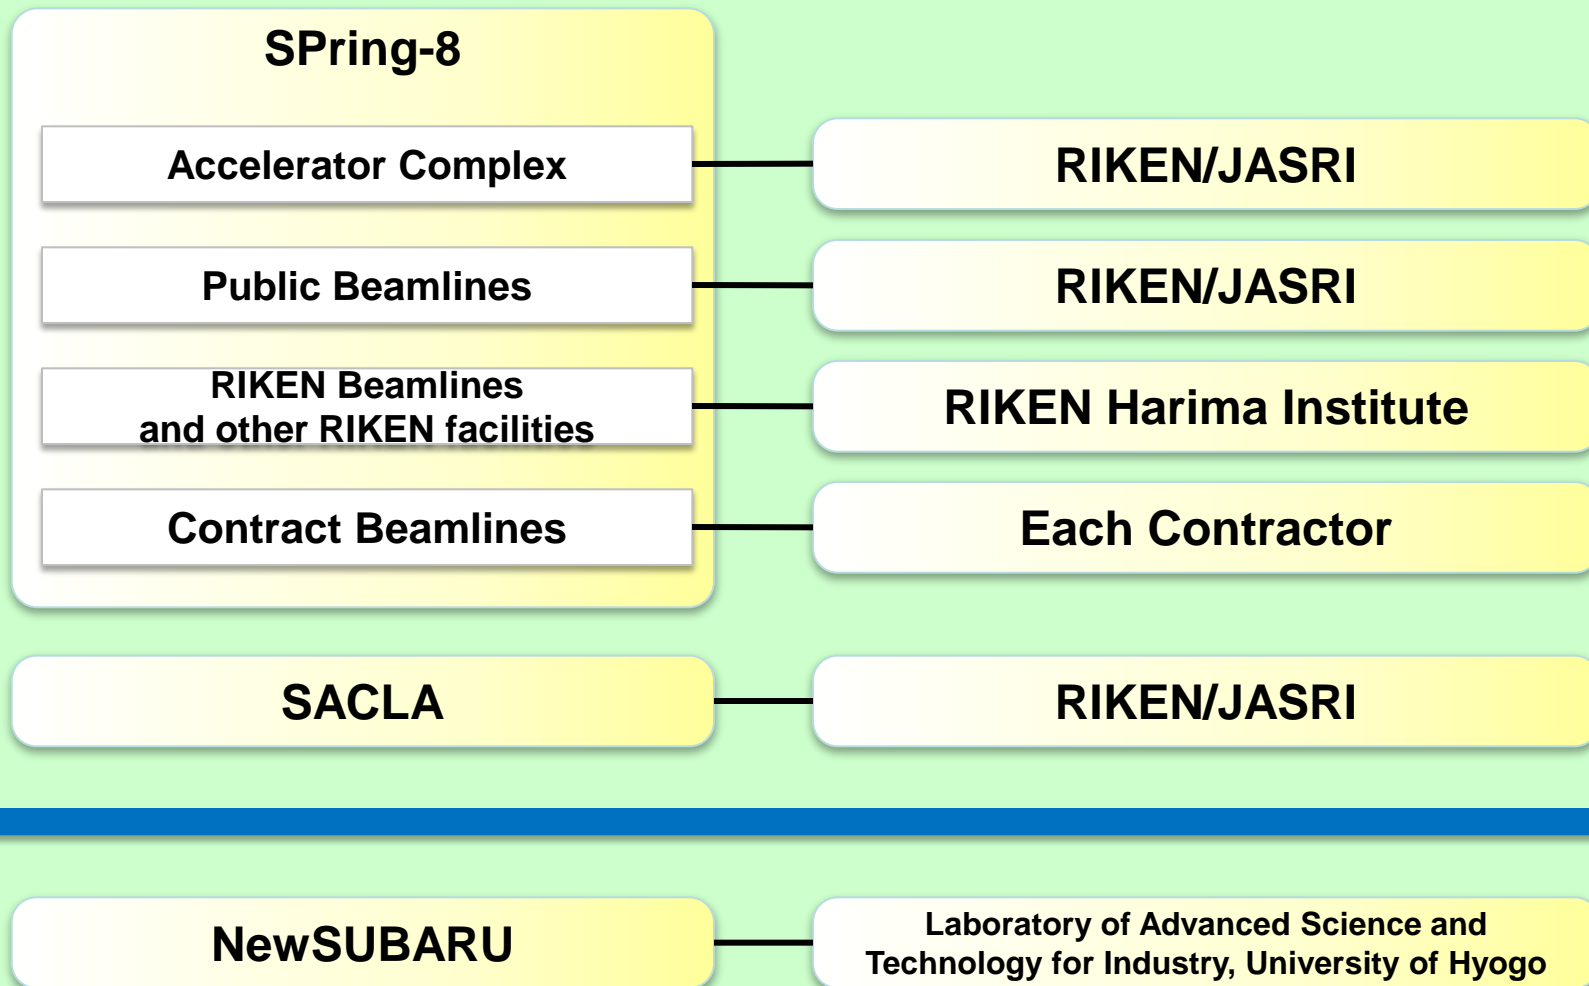 SPring-8
Accelerator Complex
RIKEN/JASRI
Public Beamlines
RIKEN/JASRI
RIKEN Beamlines
and other RIKEN facilities
RIKEN Harima Institute
Contract Beamlines
Each Contractor
SACLA
RIKEN/JASRI
NewSUBARU
Laboratory of Advanced Science and
Technology for Industry, University of Hyogo